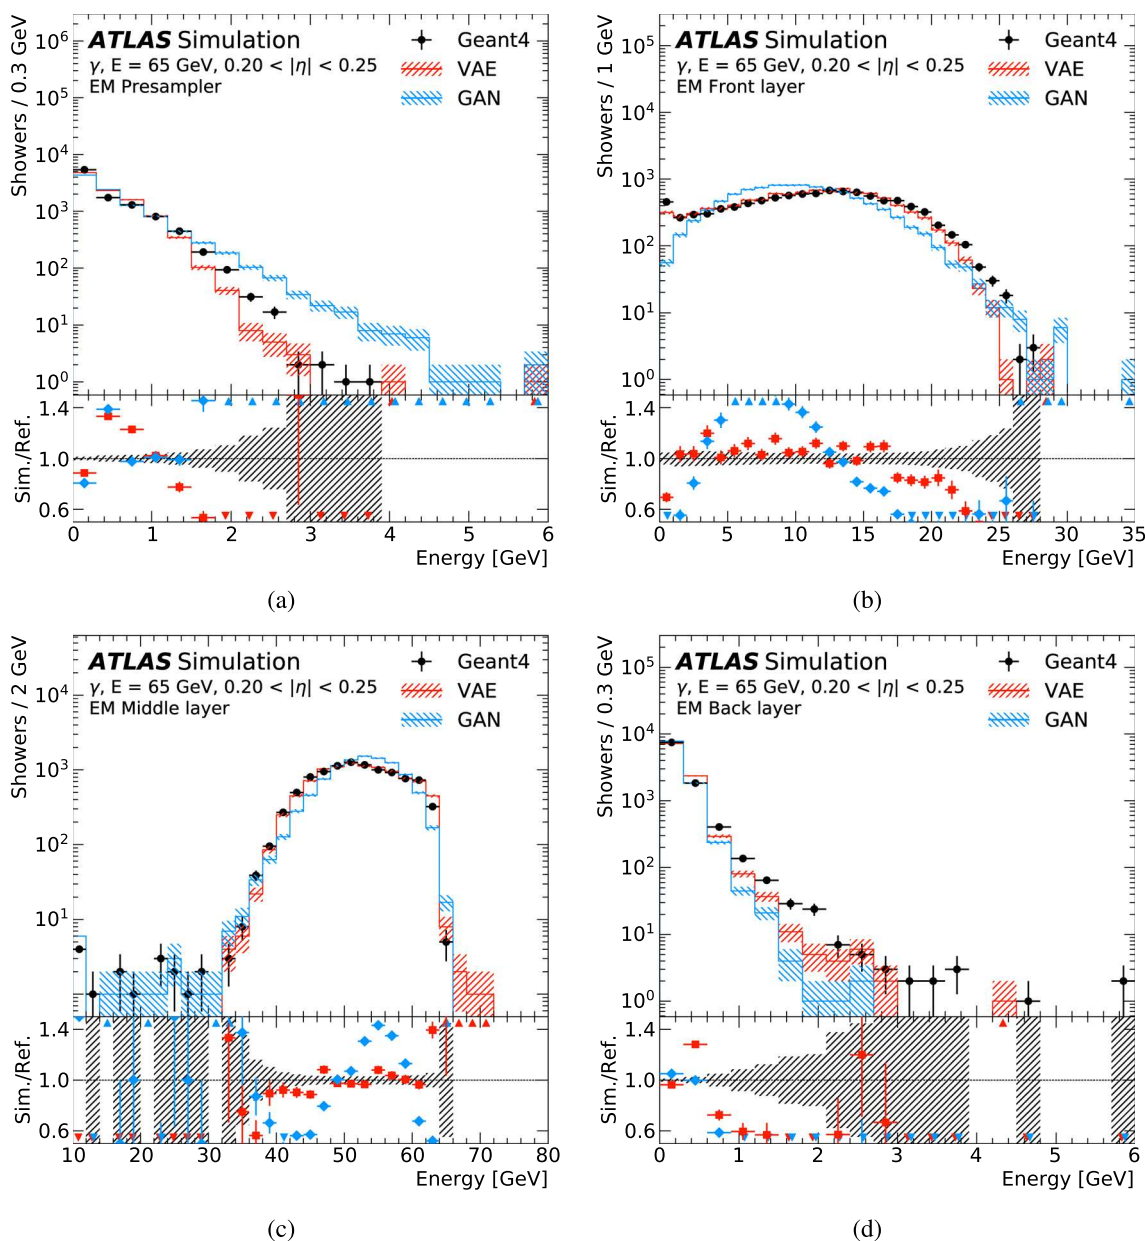 ATLAS Simulation
γ, E = 65 GeV, 0.20 < |η| < 0.25
EM Presampler
Geant4
VAE
GAN
Showers / 0.3 GeV
10⁶
10⁵
10⁴
10³
10²
10¹
10⁰
Sim./Ref.
1.4
1.0
0.6
0 1 2 3 4 5 6
Energy [GeV]
(a)
ATLAS Simulation
γ, E = 65 GeV, 0.20 < |η| < 0.25
EM Front layer
Geant4
VAE
GAN
Showers / 1 GeV
10⁵
10⁴
10³
10²
10¹
10⁰
Sim./Ref.
1.4
1.0
0.6
0 5 10 15 20 25 30 35
Energy [GeV]
(b)
ATLAS Simulation
γ, E = 65 GeV, 0.20 < |η| < 0.25
EM Middle layer
Geant4
VAE
GAN
Showers / 2 GeV
10⁴
10³
10²
10¹
Sim./Ref.
1.4
1.0
0.6
10 20 30 40 50 60 70 80
Energy [GeV]
(c)
ATLAS Simulation
γ, E = 65 GeV, 0.20 < |η| < 0.25
EM Back layer
Geant4
VAE
GAN
Showers / 0.3 GeV
10⁵
10⁴
10³
10²
10¹
10⁰
Sim./Ref.
1.4
1.0
0.6
0 1 2 3 4 5 6
Energy [GeV]
(d)